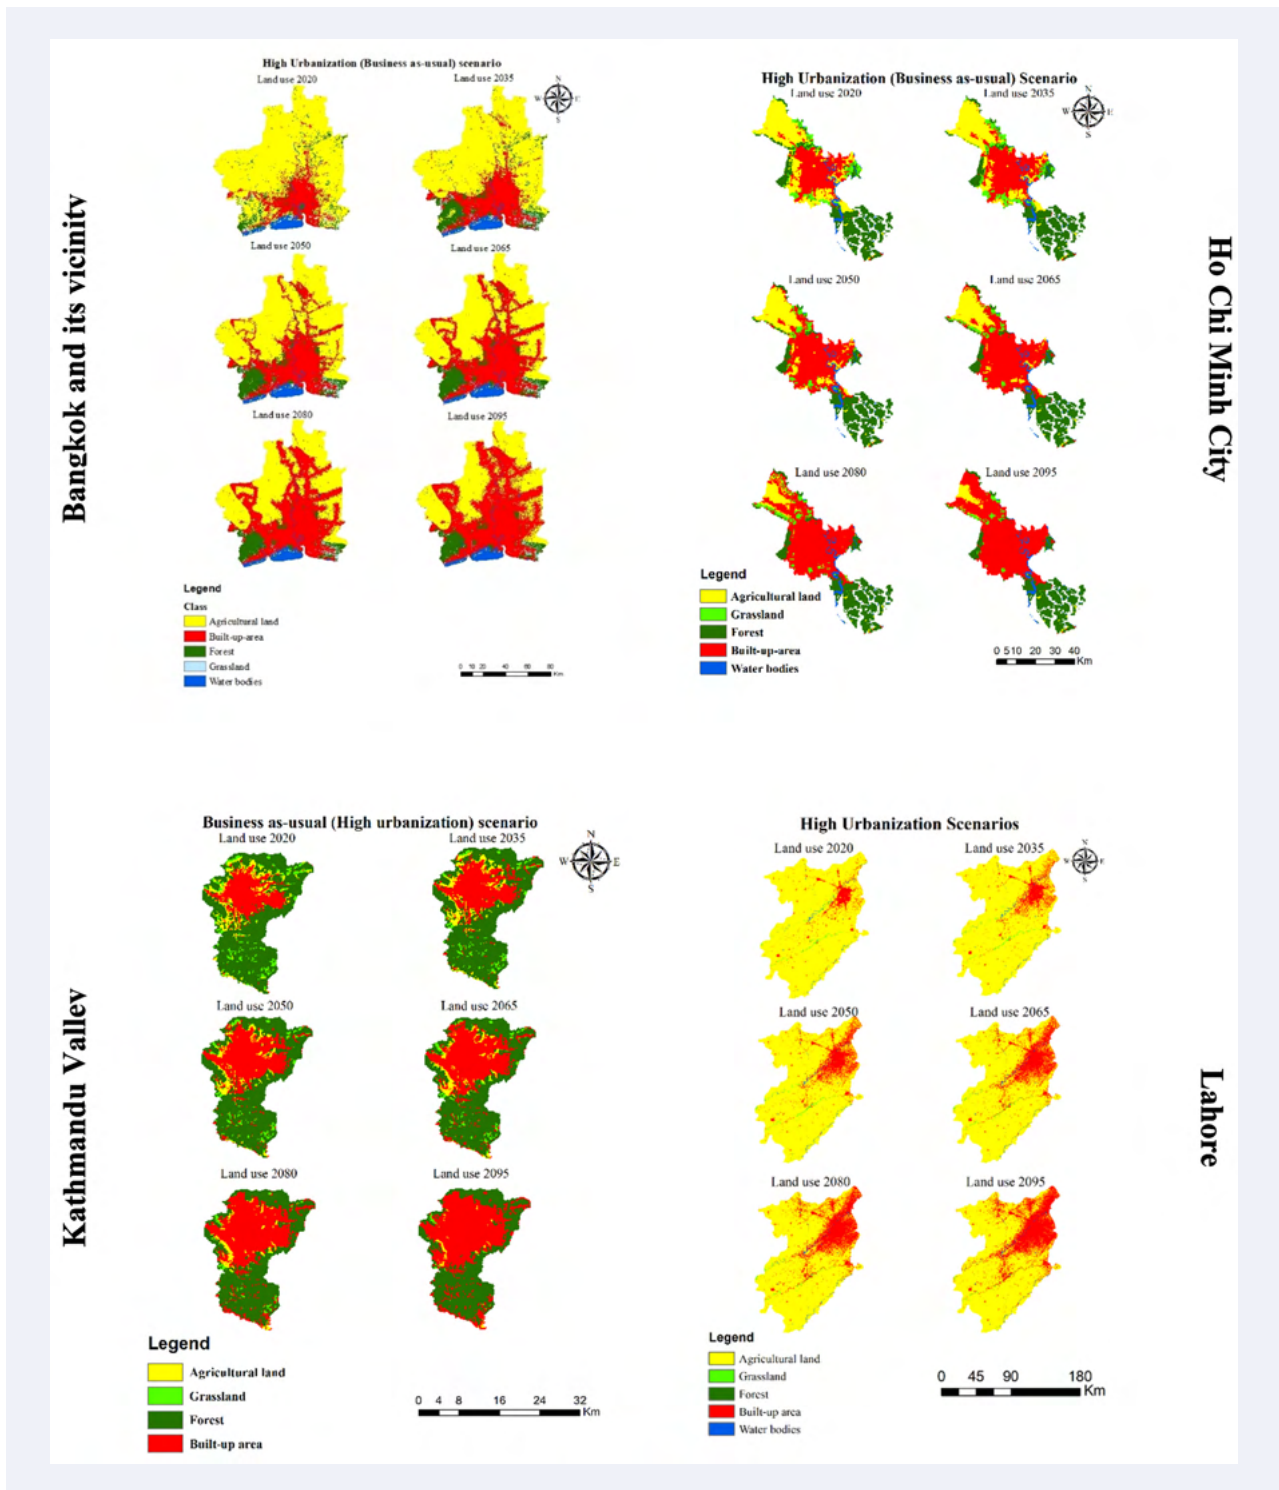 Bangkok and its vicinity
High Urbanization (Business as-usual) scenario
Land use 2020
Land use 2035
N
W
E
S
Land use 2050
Land use 2065
Land use 2080
Land use 2095
Legend
Class
Agricultural land
Built-up-area
Forest
Grassland
Water bodies
0 10 20 40 60 80
Km
Ho Chi Minh City
High Urbanization (Business as-usual) Scenario
Land use 2020
Land use 2035
N
W
E
S
Land use 2050
Land use 2065
Land use 2080
Land use 2095
Legend
Agricultural land
Grassland
Forest
Built-up-area
Water bodies
0 510 20 30 40
Km
Kathmandu Valley
Business as-usual (High urbanization) scenario
Land use 2020
Land use 2035
N
W
E
S
Land use 2050
Land use 2065
Land use 2080
Land use 2095
Legend
Agricultural land
Grassland
Forest
Built-up area
0 4 8 16 24 32
Km
Lahore
High Urbanization Scenarios
Land use 2020
Land use 2035
N
W
E
S
Land use 2050
Land use 2065
Land use 2080
Land use 2095
Legend
Agricultural land
Grassland
Forest
Built-up area
Water bodies
0 45 90 180
Km